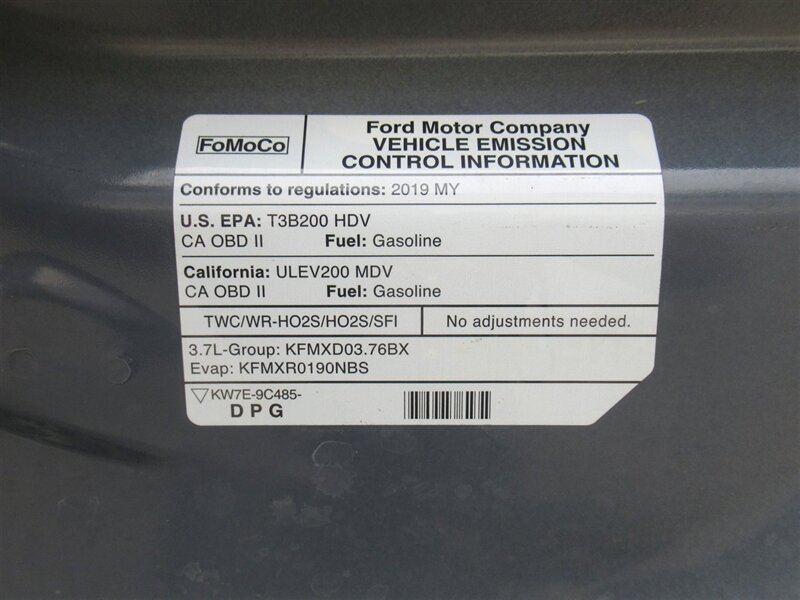 FoMoCo
Ford Motor Company
VEHICLE EMISSION
CONTROL INFORMATION
Conforms to regulations: 2019 MY
U.S. EPA: T3B200 HDV
CA OBD II Fuel: Gasoline
California: ULEV200 MDV
CA OBD II Fuel: Gasoline
TWC/WR-HO2S/HO2S/SFI No adjustments needed.
3.7L-Group: KFMXD03.76BX
Evap: KFMXR0190NBS
KW7E-9C485-
D P G